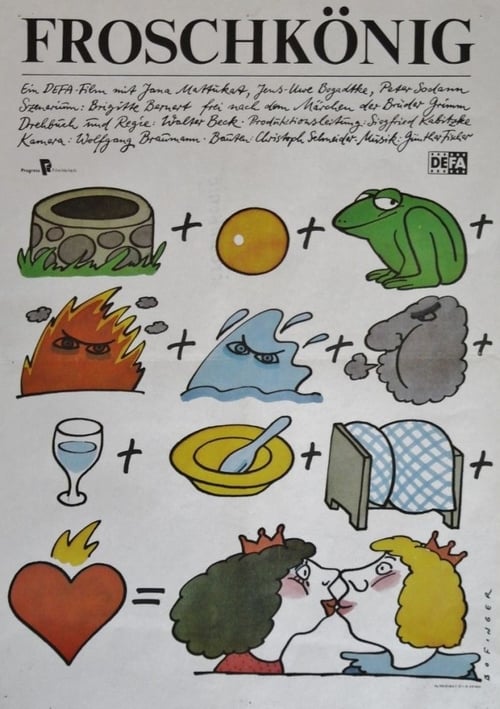 FROSCHKÖNIG
Ein DEFA-Film mit Jana Mattukat, Jens-Uwe Bogadtke, Peter Sodann
Szenarium: Brigitte Bernert frei nach dem Märchen der Brüder Grimm
Drehbuch und Regie: Walter Beck · Produktionsleitung: Siegfried Kabitzke
Kamera: Wolfgang Braumann · Bauten: Christoph Schneider · Musik: Günther Fischer
Progress Filmverleih
DEFA
+ + +
+ + +
+ + +
=
BOFINGER